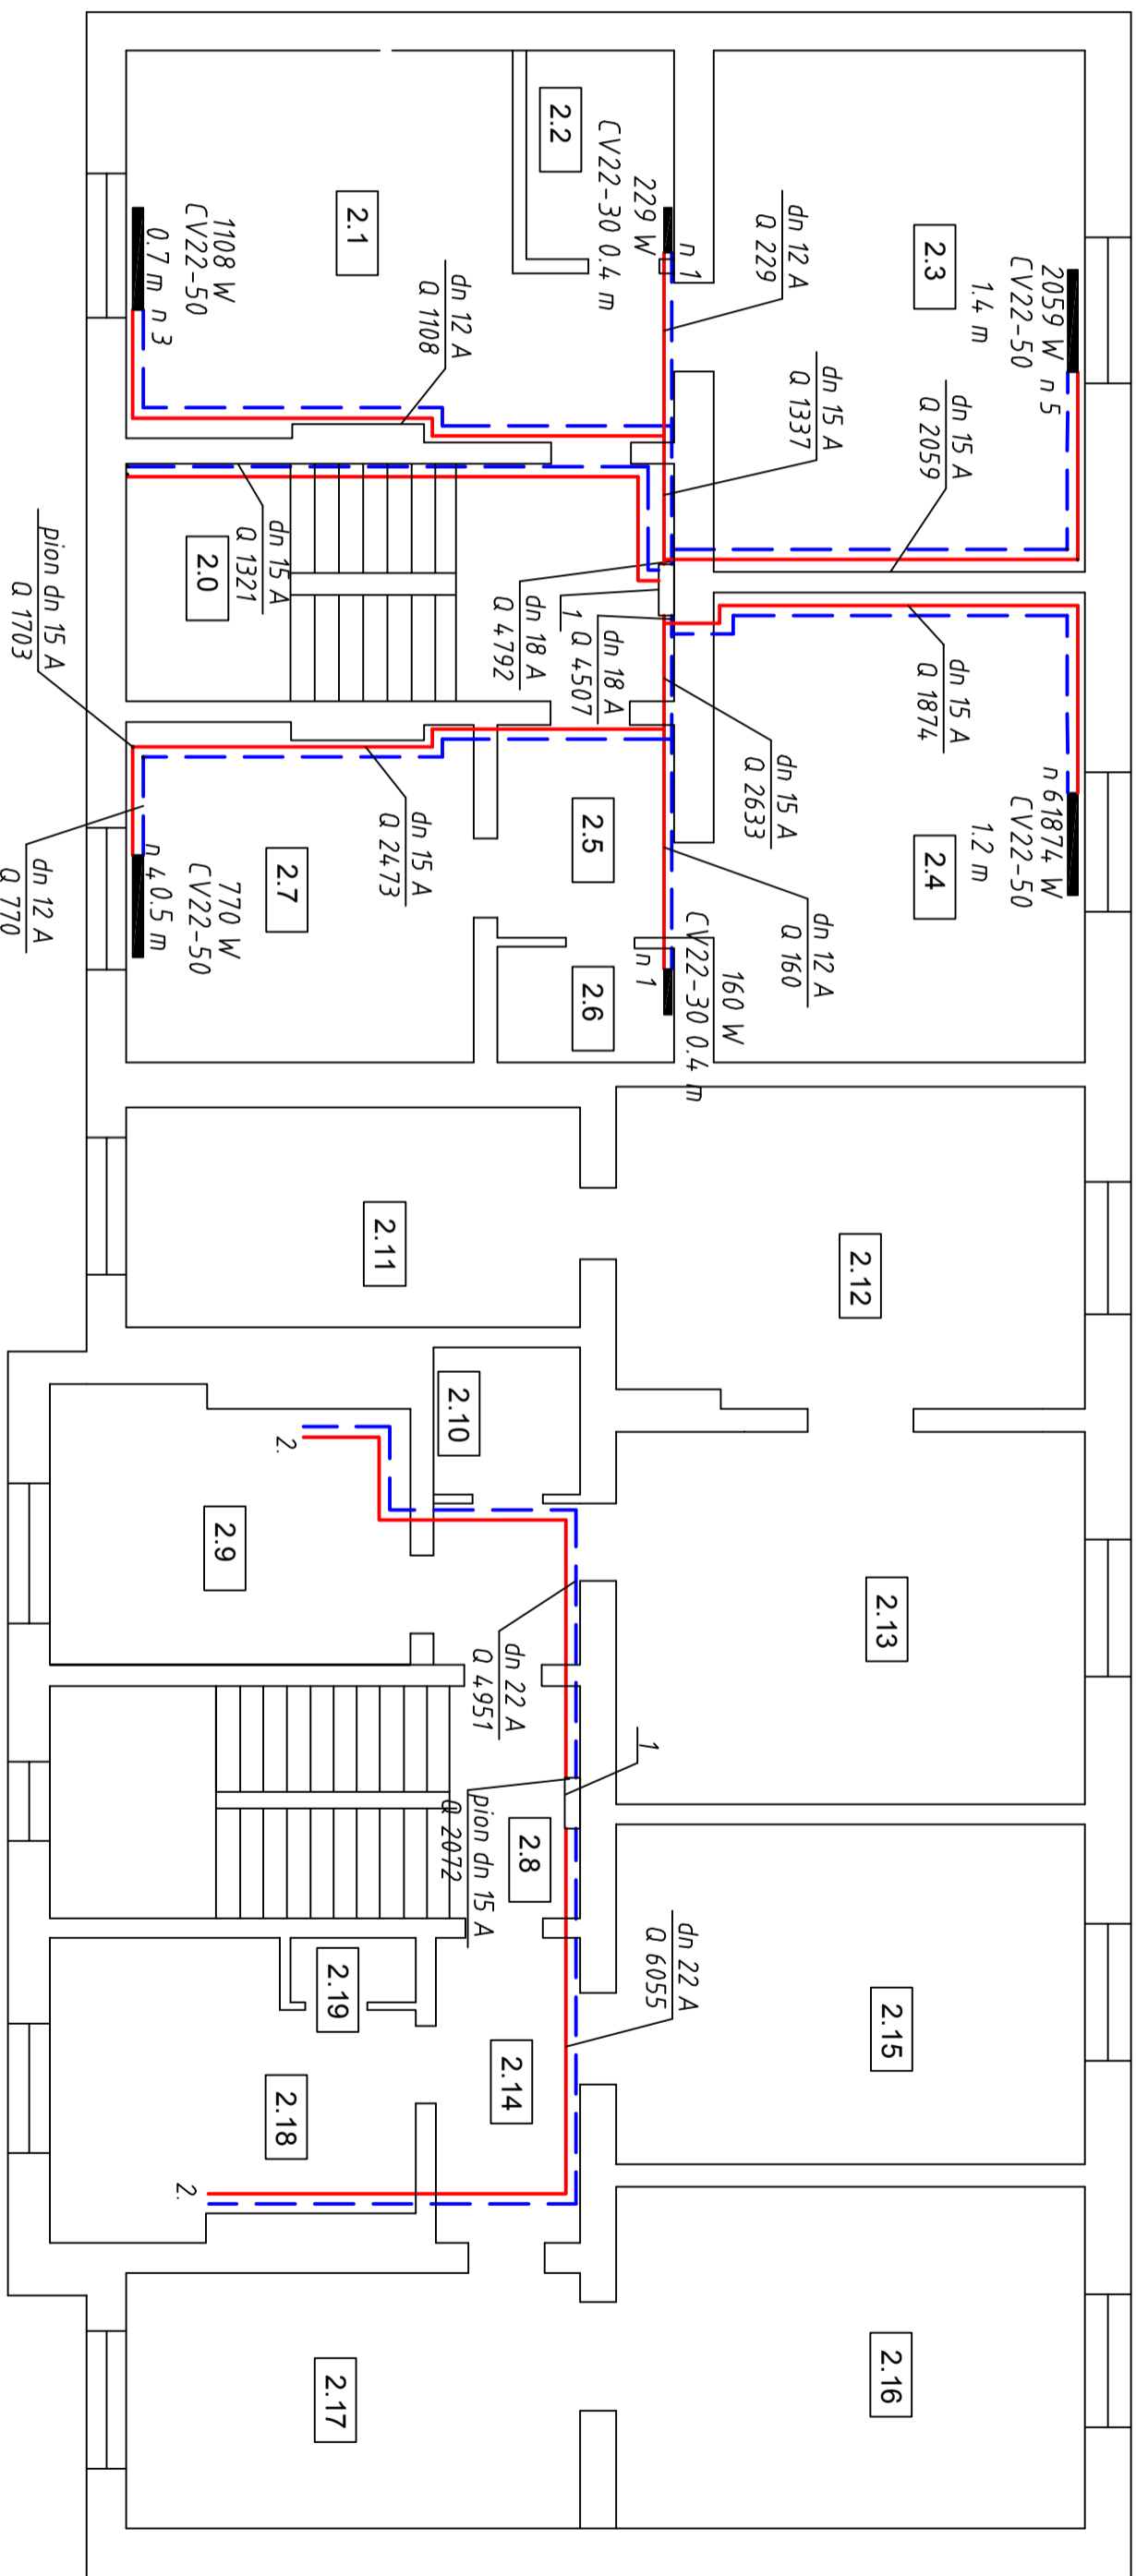 2059 W n 5
CV22-50
1.4 m
2.3
dn 15 A
Q 2059
dn 15 A
Q 1874
n 6 1874 W
CV22-50
1.2 m
2.4
dn 12 A
Q 229
dn 15 A
Q 1337
dn 15 A
Q 2633
dn 12 A
Q 160
160 W
CV22-30 0.4 m
n 1
n 1
229 W
CV22-30 0.4 m
2.2
dn 18 A
Q 4507
1
dn 18 A
Q 4792
2.5
2.6
dn 12 A
Q 1108
2.1
1108 W
CV22-50
0.7 m n 3
dn 15 A
Q 1321
2.0
dn 15 A
Q 2473
2.7
770 W
CV22-50
n 4 0.5 m
pion dn 15 A
Q 1703
dn 12 A
Q 770
2.12
2.13
2.15
2.16
2.11
2.10
2.
2.9
dn 22 A
Q 4951
1
2.8
pion dn 15 A
Q 2072
dn 22 A
Q 6055
2.14
2.19
2.18
2.
2.17